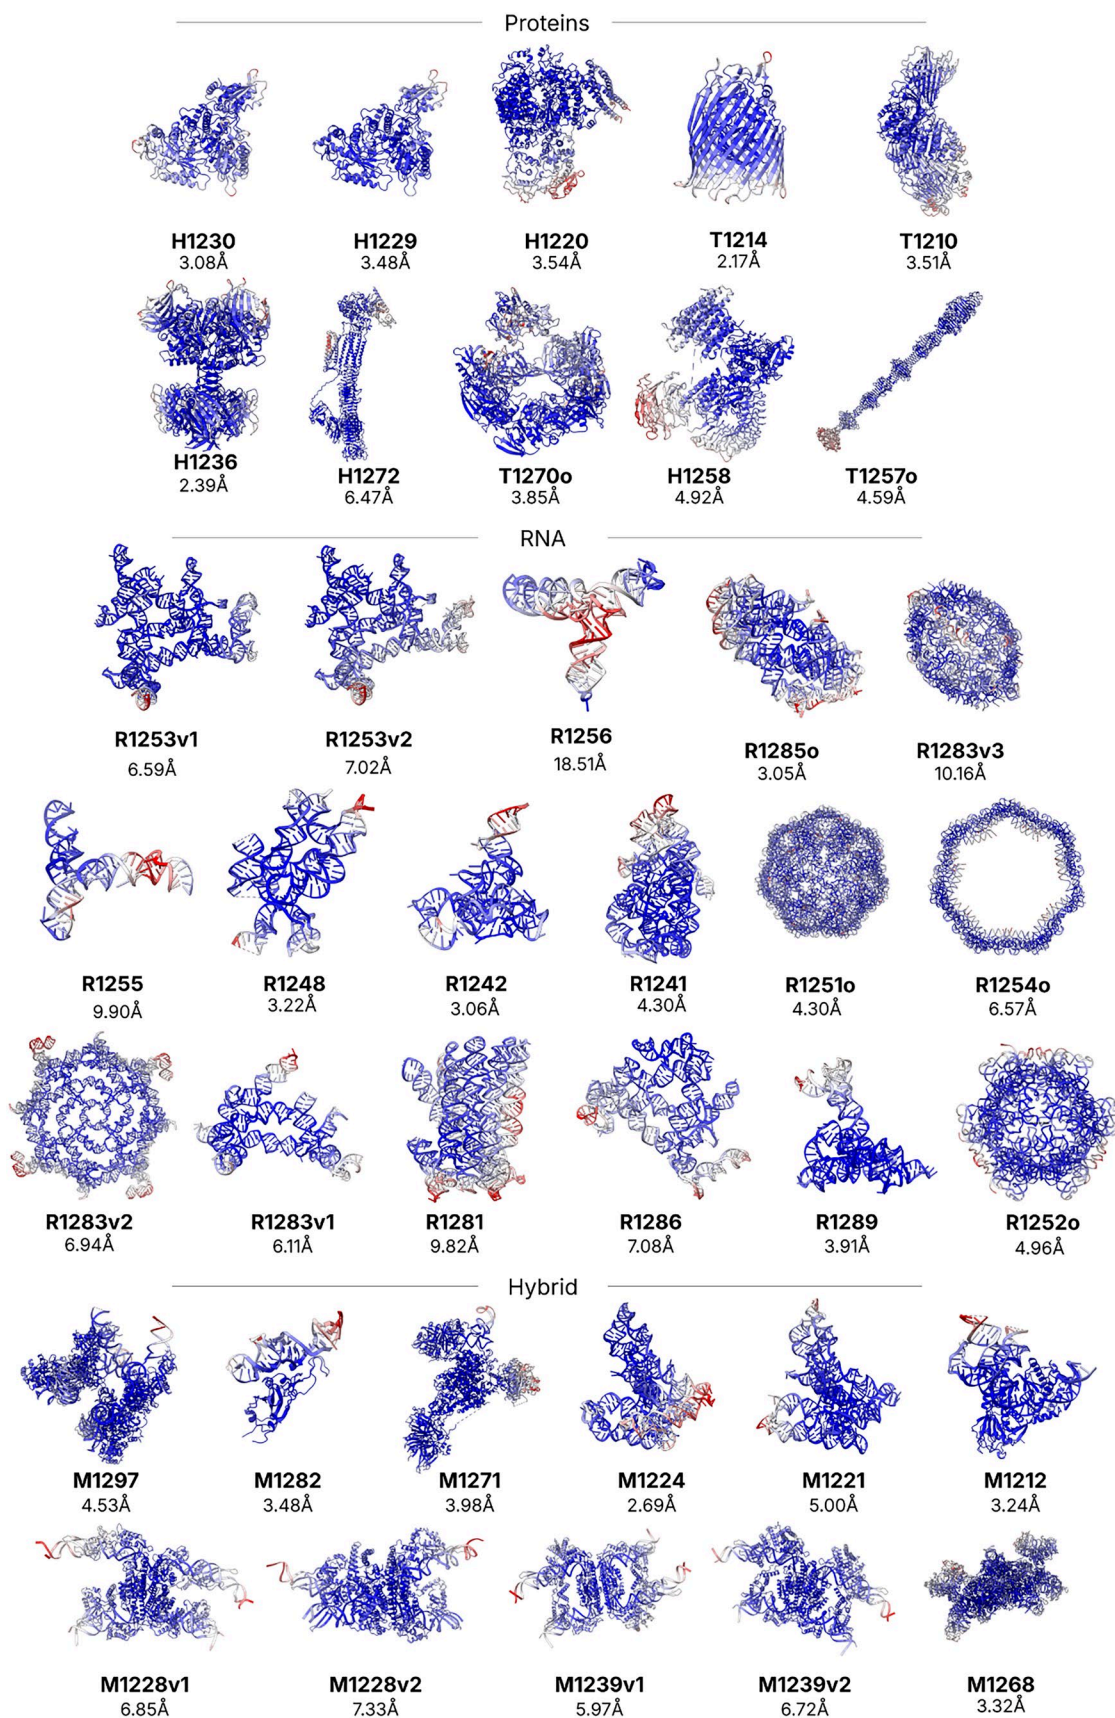 Proteins
H1230 H1229 H1220 T1214 T1210
3.08Å 3.48Å 3.54Å 2.17Å 3.51Å
H1236 H1272 T1270o H1258 T1257o
2.39Å 6.47Å 3.85Å 4.92Å 4.59Å
RNA
R1253v1 R1253v2 R1256 R1285o R1283v3
6.59Å 7.02Å 18.51Å 3.05Å 10.16Å
R1255 R1248 R1242 R1241 R1251o R1254o
9.90Å 3.22Å 3.06Å 4.30Å 4.30Å 6.57Å
R1283v2 R1283v1 R1281 R1286 R1289 R1252o
6.94Å 6.11Å 9.82Å 7.08Å 3.91Å 4.96Å
Hybrid
M1297 M1282 M1271 M1224 M1221 M1212
4.53Å 3.48Å 3.98Å 2.69Å 5.00Å 3.24Å
M1228v1 M1228v2 M1239v1 M1239v2 M1268
6.85Å 7.33Å 5.97Å 6.72Å 3.32Å